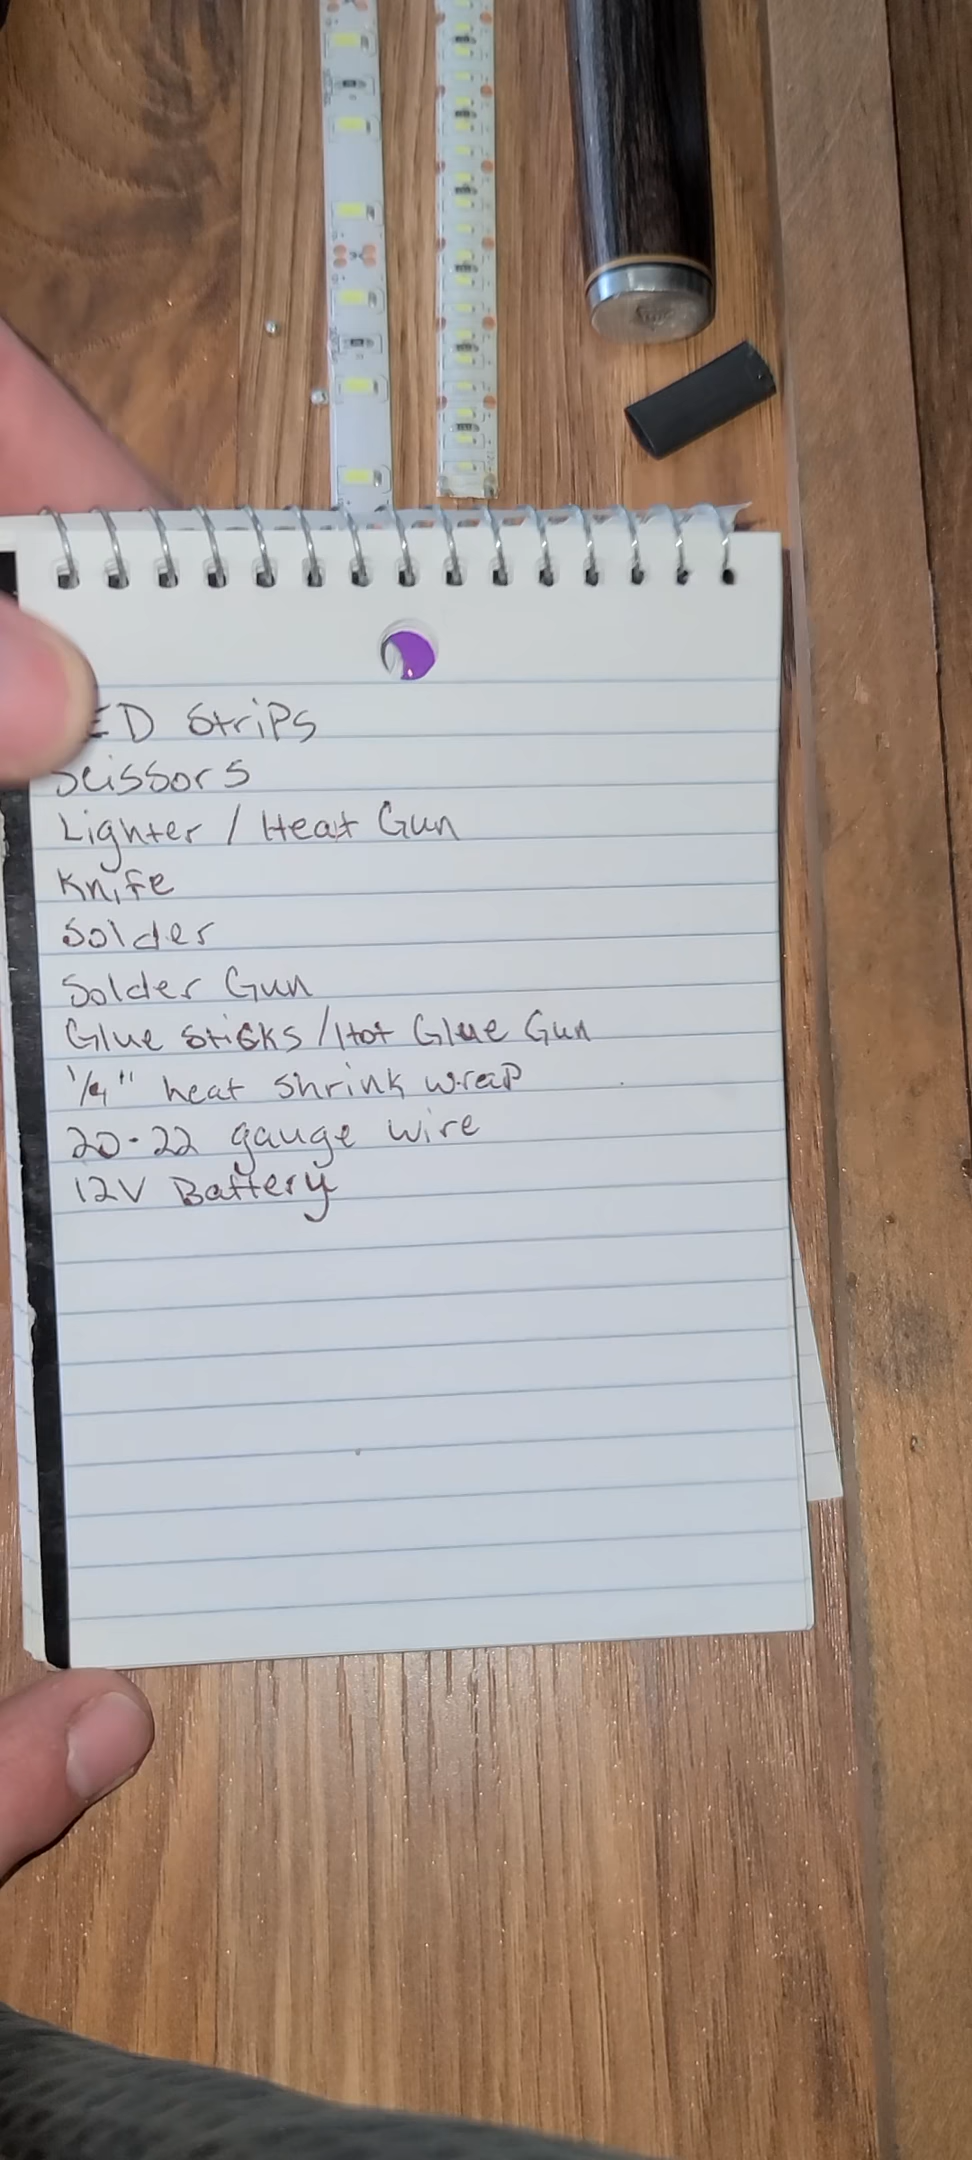 ED Strips
Scissors
Lighter / Heat Gun
Knife
Solder
Solder Gun
Glue Sticks / Hot Glue Gun
1/4" heat shrink wrap
20-22 gauge wire
12V Battery